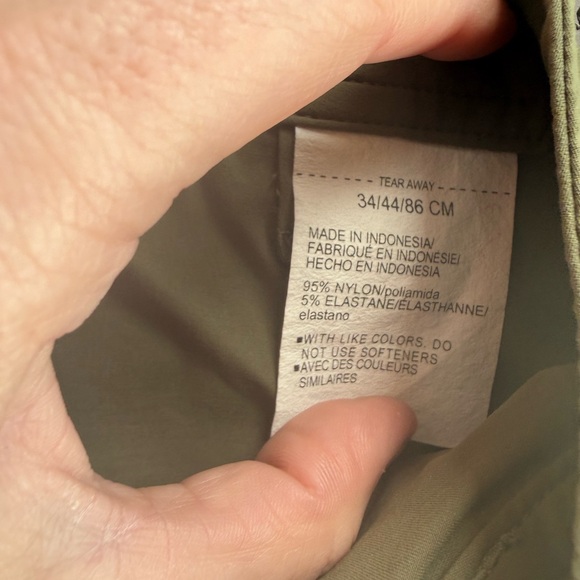 TEAR AWAY
34/44/86 CM
MADE IN INDONESIA/
FABRIQUÉ EN INDONÉSIE/
HECHO EN INDONESIA
95% NYLON/poliamida
5% ELASTANE/ELASTHANNE/
elastano
▪WITH LIKE COLORS, DO
NOT USE SOFTENERS
▪AVEC DES COULEURS
SIMILAIRES